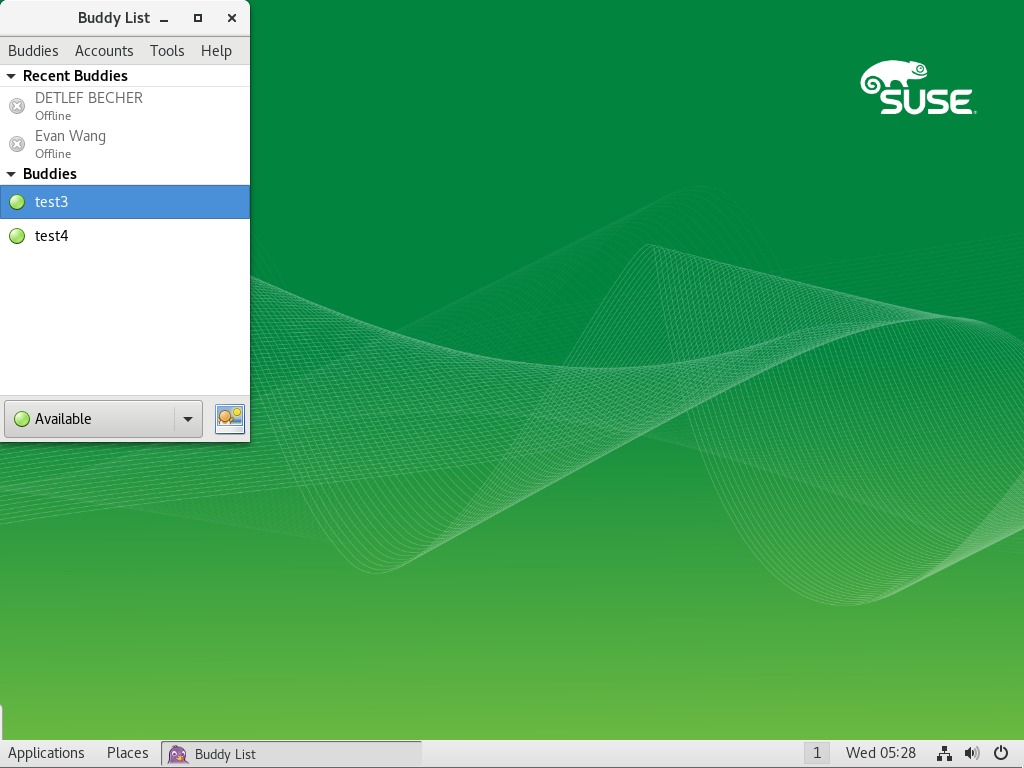 Buddy List
Buddies Accounts Tools Help
Recent Buddies
DETLEF BECHER
Offline
Evan Wang
Offline
Buddies
test3
test4
Available
SUSE
Applications Places Buddy List 1 Wed 05:28